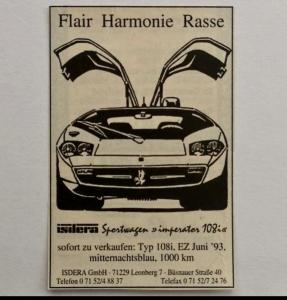 Flair Harmonie Rasse
isdera Sportwagen »imperator 108i«
sofort zu verkaufen: Typ 108i, EZ Juni '93,
mitternachtsblau, 1000 km
ISDERA GmbH · 71229 Leonberg 7 · Büsnauer Straße 40
Telefon 0 71 52/4 88 37 Telefax 0 71 52/7 24 76